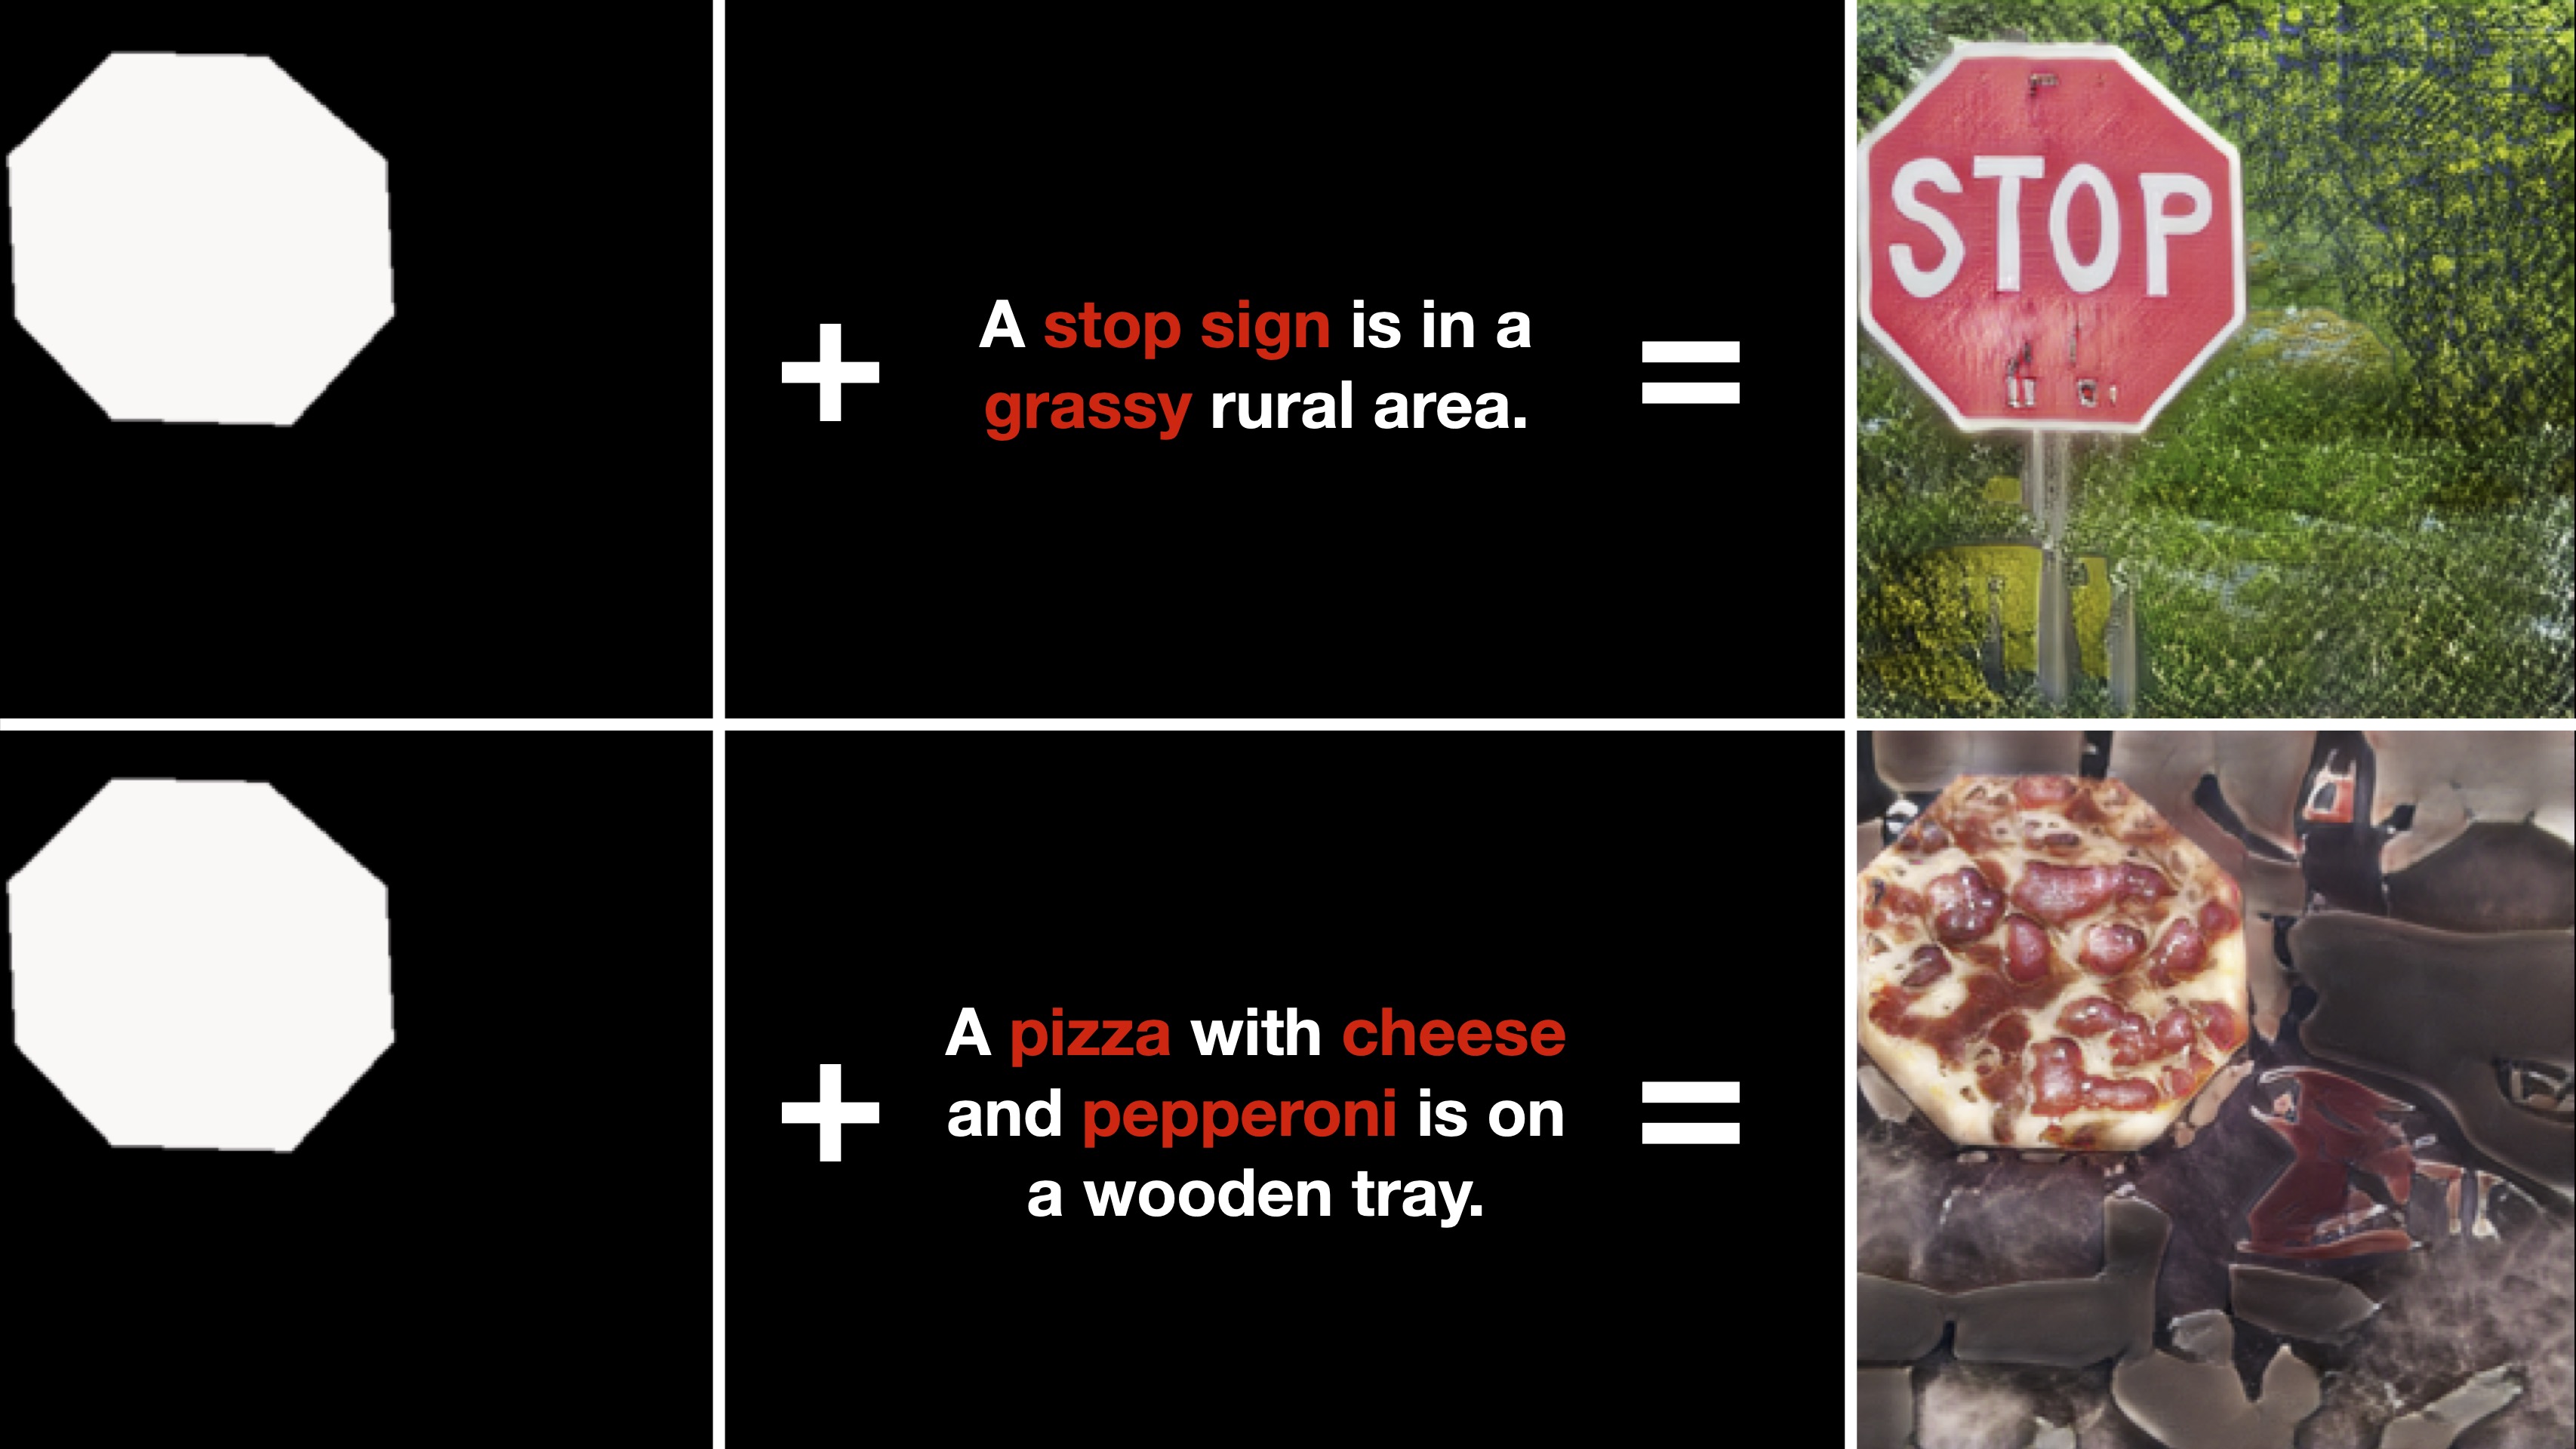 +
A stop sign is in a
grassy rural area.
=
STOP
+
A pizza with cheese
and pepperoni is on
a wooden tray.
=